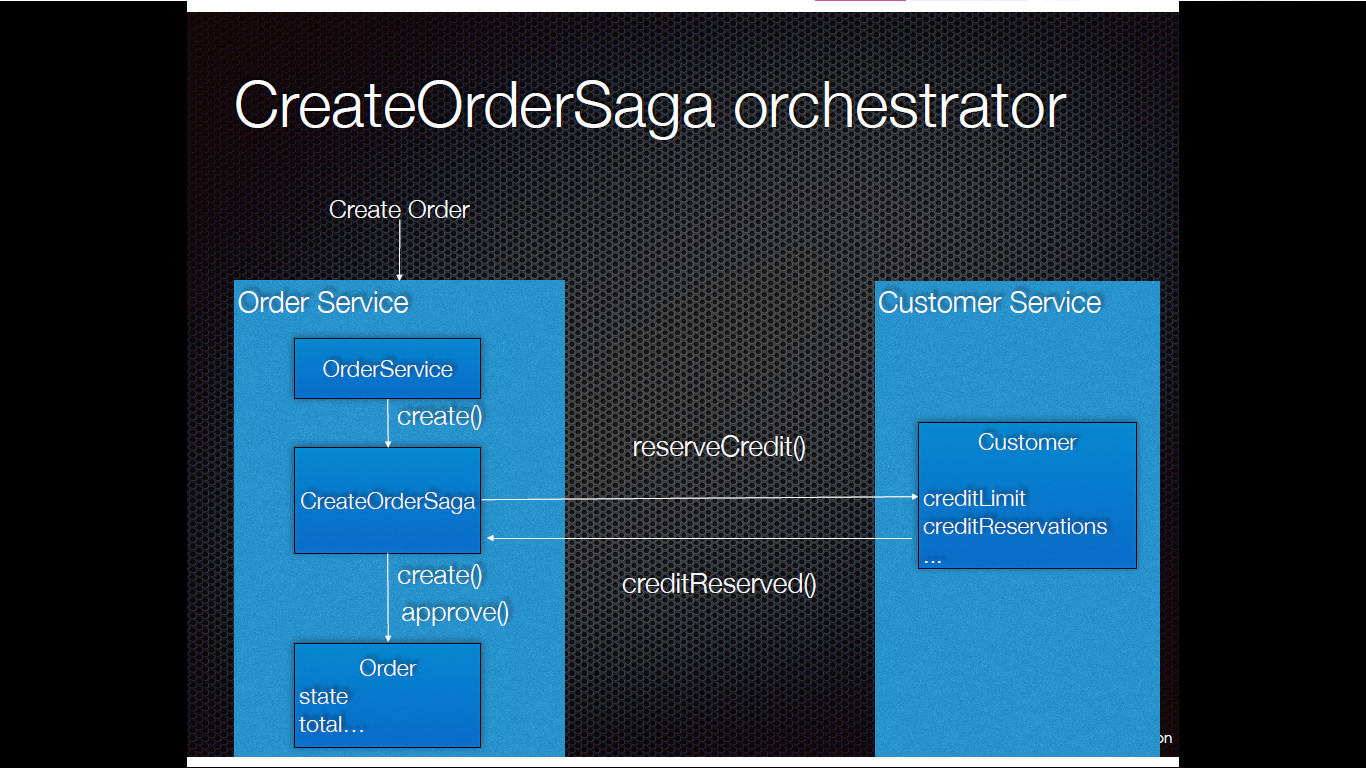 CreateOrderSaga orchestrator
Create Order
Order Service
OrderService
create()
CreateOrderSaga
create()
approve()
Order
state
total…
reserveCredit()
creditReserved()
Customer Service
Customer
creditLimit
creditReservations
...